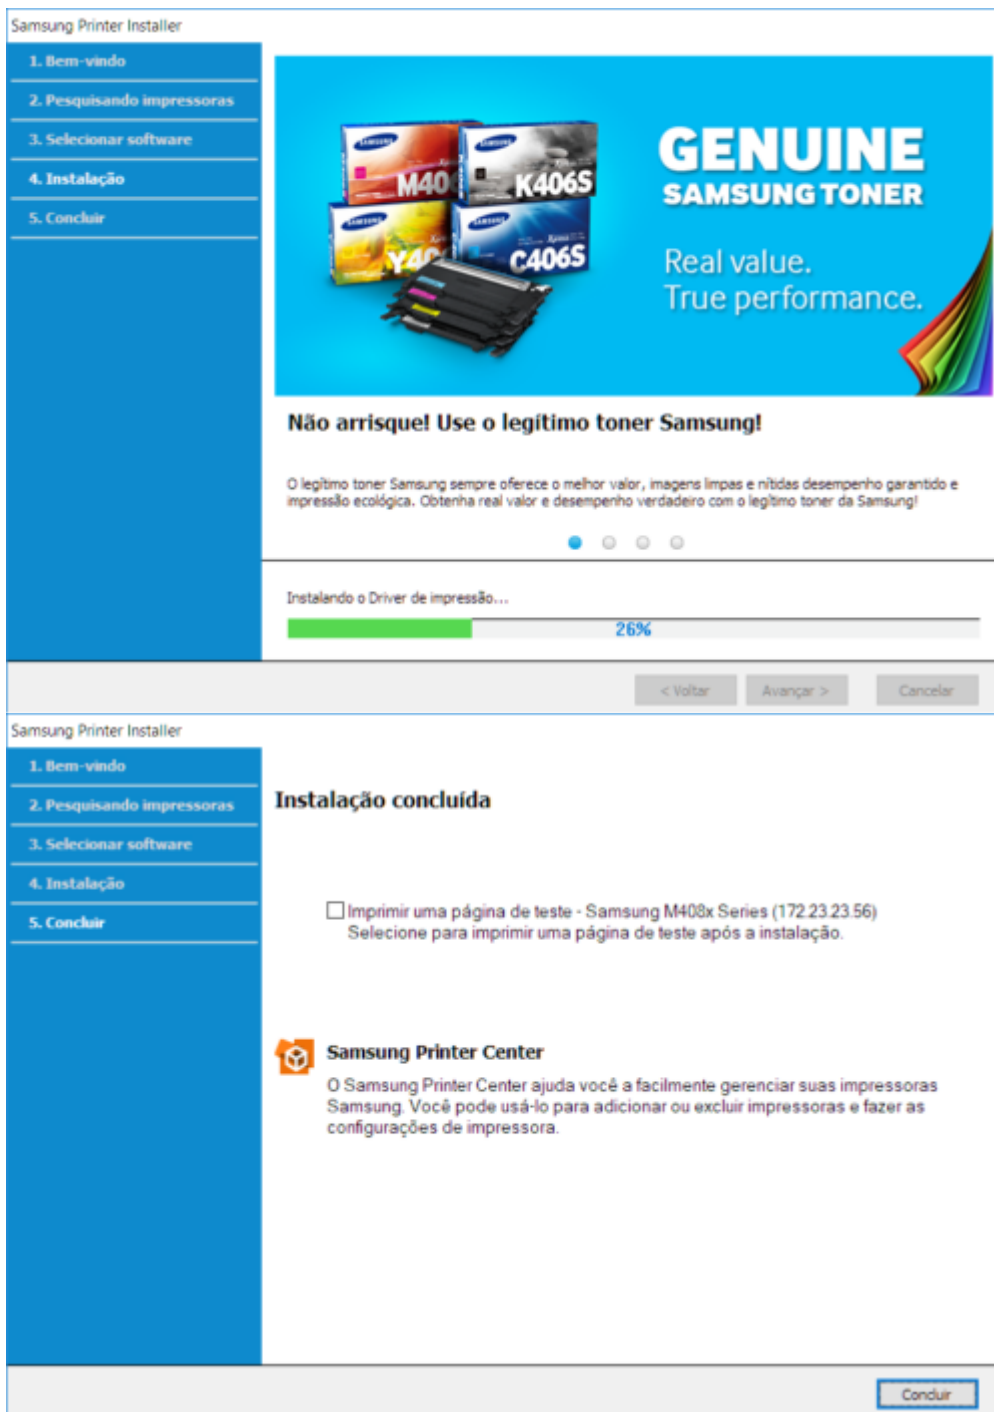 Samsung Printer Installer
1. Bem-vindo
2. Pesquisando impressoras
3. Selecionar software
4. Instalação
5. Concluir
SAMSUNG
SAMSUNG
M40
K406S
SAMSUNG
SAMSUNG
Y40
C406S
GENUINE
SAMSUNG TONER
Real value.
True performance.
Não arrisque! Use o legítimo toner Samsung!
O legítimo toner Samsung sempre oferece o melhor valor, imagens limpas e nítidas desempenho garantido e
impressão ecológica. Obtenha real valor e desempenho verdadeiro com o legítimo toner da Samsung!
Instalando o Driver de impressão...
26%
< Voltar
Avançar >
Cancelar
Samsung Printer Installer
1. Bem-vindo
2. Pesquisando impressoras
3. Selecionar software
4. Instalação
5. Concluir
Instalação concluída
Imprimir uma página de teste - Samsung M408x Series (172.23.23.56)
Selecione para imprimir uma página de teste após a instalação.
Samsung Printer Center
O Samsung Printer Center ajuda você a facilmente gerenciar suas impressoras
Samsung. Você pode usá-lo para adicionar ou excluir impressoras e fazer as
configurações de impressora.
Concluir